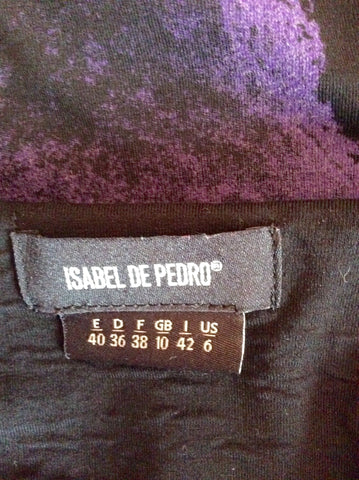 ISABEL DE PEDRO®
E D F GB I US
40 36 38 10 42 6